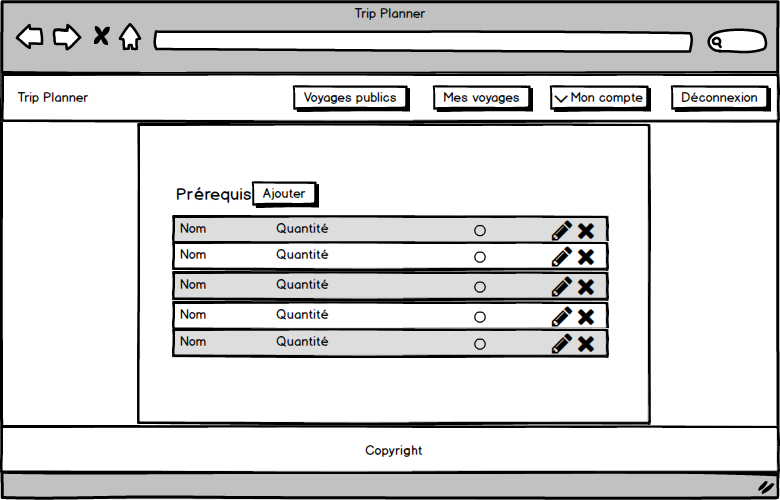 Trip Planner
Trip Planner Voyages publics Mes voyages Mon compte Déconnexion
Prérequis Ajouter
Nom Quantité
Nom Quantité
Nom Quantité
Nom Quantité
Nom Quantité
Copyright